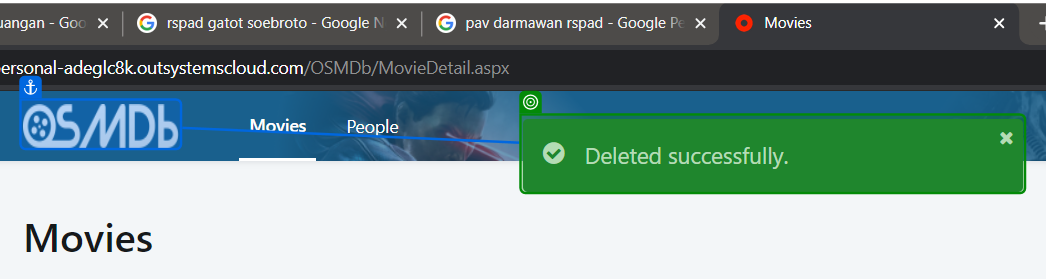 uangan - Goo
rspad gatot soebroto - Google N
pav darmawan rspad - Google Pe
Movies
ersonal-adeglc8k.outsystemscloud.com/OSMDb/MovieDetail.aspx
OSMDb
Movies
People
Deleted successfully.
Movies